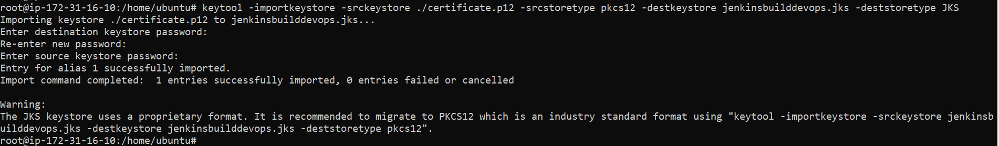 root@ip-172-31-16-10:/home/ubuntu# keytool -importkeystore -srckeystore ./certificate.p12 -srcstoretype pkcs12 -destkeystore jenkinsbuilddevops.jks -deststoretype JKS
Importing keystore ./certificate.p12 to jenkinsbuilddevops.jks...
Enter destination keystore password:
Re-enter new password:
Enter source keystore password:
Entry for alias 1 successfully imported.
Import command completed:  1 entries successfully imported, 0 entries failed or cancelled
Warning:
The JKS keystore uses a proprietary format. It is recommended to migrate to PKCS12 which is an industry standard format using "keytool -importkeystore -srckeystore jenkinsb
uilddevops.jks -destkeystore jenkinsbuilddevops.jks -deststoretype pkcs12".
root@ip-172-31-16-10:/home/ubuntu#